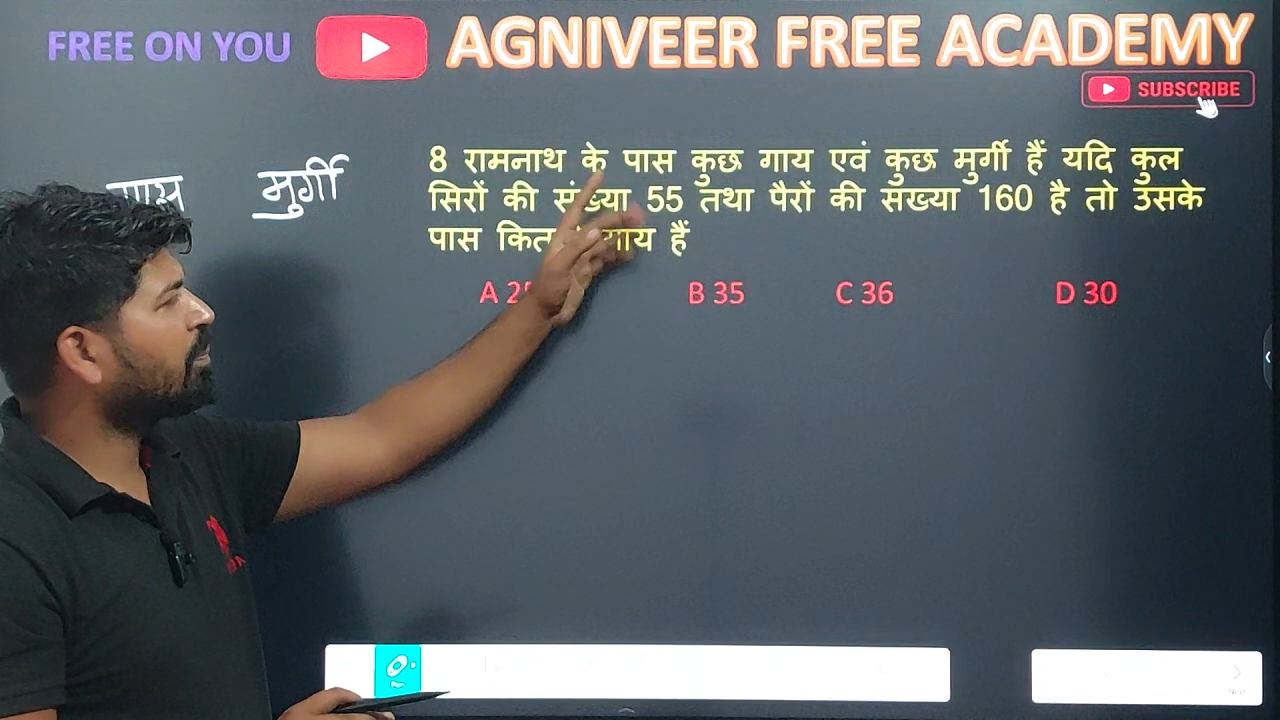 FREE ON YOU
AGNIVEER FREE ACADEMY
SUBSCRIBE
मुर्गी
8 रामनाथ के पास कुछ गाय एवं कुछ मुर्गी हैं यदि कुल
सिरों की संख्या 55 तथा पैरों की संख्या 160 है तो उसके
पास गाय हैं
B 35 C 36 D 30